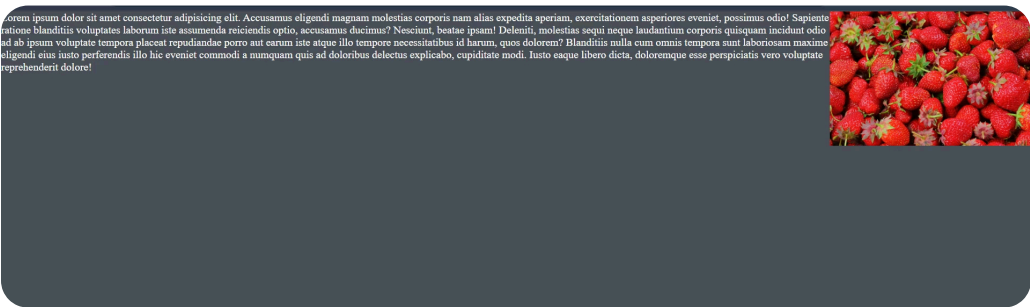 Lorem ipsum dolor sit amet consectetur adipisicing elit. Accusamus eligendi magnam molestias corporis nam alias expedita aperiam, exercitationem asperiores eveniet, possimus odio! Sapiente
ratione blanditiis voluptates laborum iste assumenda reiciendis optio, accusamus ducimus? Nesciunt, beatae ipsam! Deleniti, molestias sequi neque laudantium corporis quisquam incidunt odio
ad ab ipsum voluptate tempora placeat repudiandae porro aut earum iste atque illo tempore necessitatibus id harum, quos dolorem? Blanditiis nulla cum omnis tempora sunt laboriosam maxime
eligendi eius iusto perferendis illo hic eveniet commodi a numquam quis ad doloribus delectus explicabo, cupiditate modi. Iusto eaque libero dicta, doloremque esse perspiciatis vero voluptate
reprehenderit dolore!